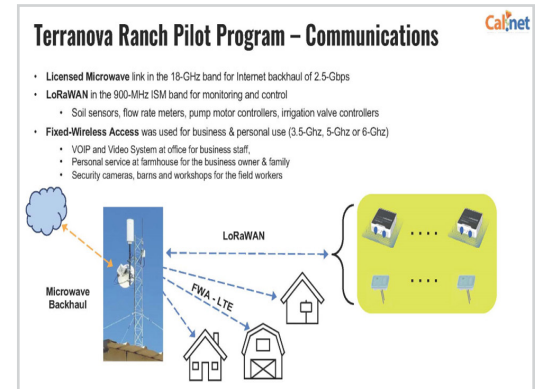 Terranova Ranch Pilot Program – Communications
Cal.net
• Licensed Microwave link in the 18-GHz band for Internet backhaul of 2.5-Gbps
• LoRaWAN in the 900-MHz ISM band for monitoring and control
• Soil sensors, flow rate meters, pump motor controllers, irrigation valve controllers
• Fixed-Wireless Access was used for business & personal use (3.5-Ghz, 5-Ghz or 6-Ghz)
• VOIP and Video System at office for business staff,
• Personal service at farmhouse for the business owner & family
• Security cameras, barns and workshops for the field workers
LoRaWAN
Microwave
Backhaul
FWA - LTE